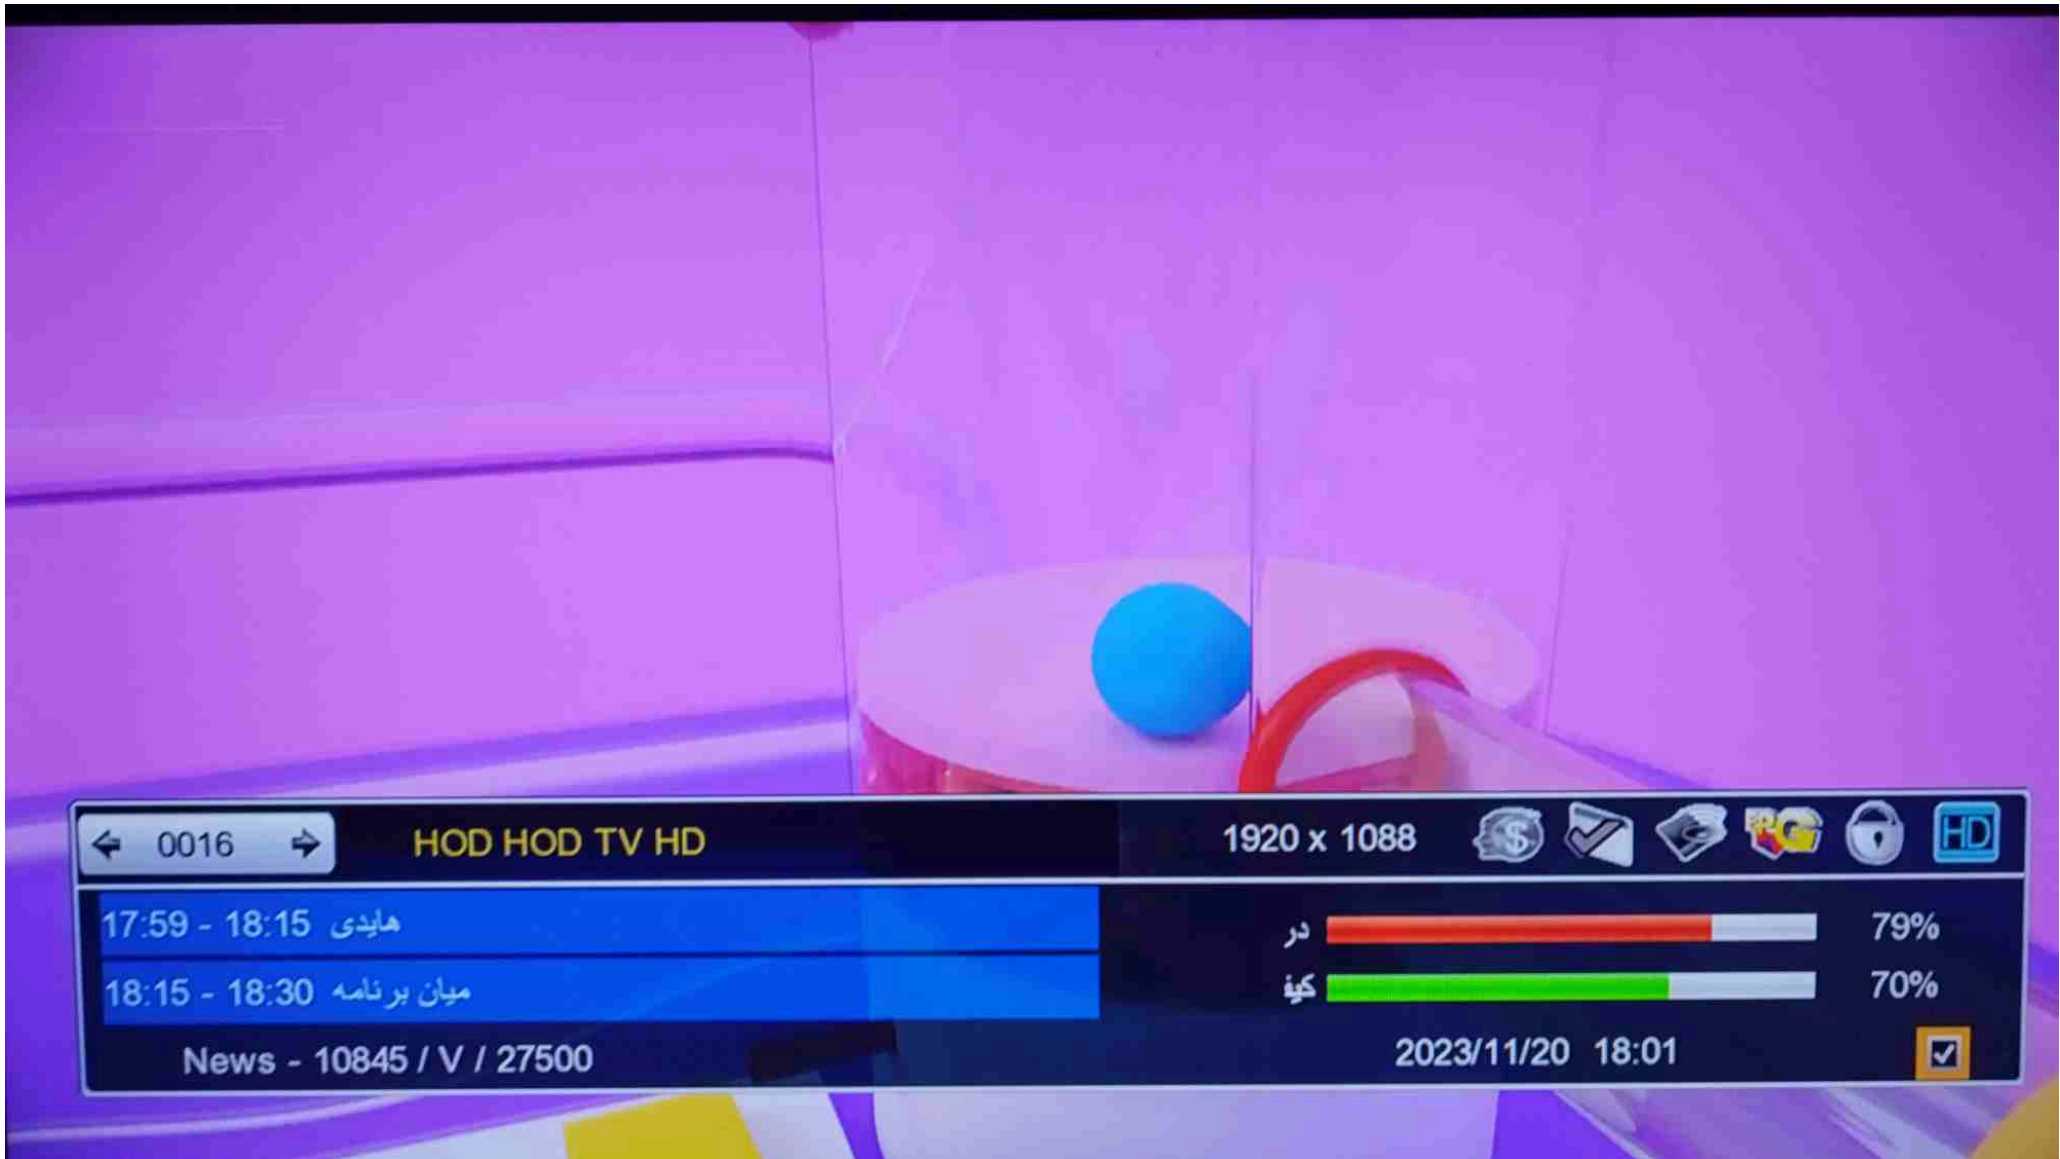 0016
HOD HOD TV HD
1920 x 1088
$
EPG
HD
17:59 - 18:15 هایدی
18:15 - 18:30 میان برنامه
در 79%
کیف 70%
News - 10845 / V / 27500
2023/11/20 18:01